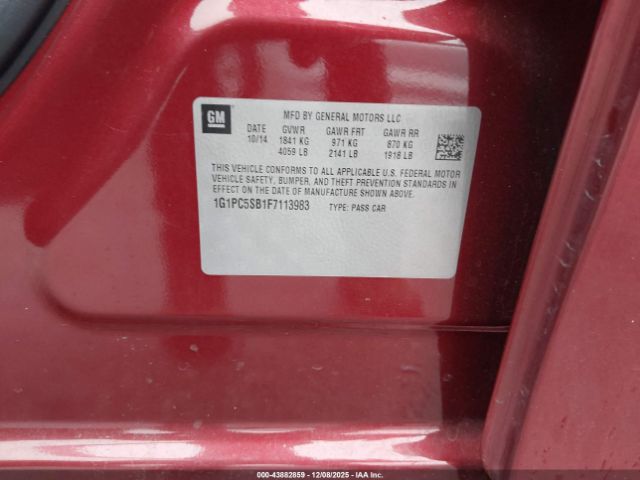 GM
MFD BY GENERAL MOTORS LLC
DATE GVWR GAWR FRT GAWR RR
10/14 1841 KG 971 KG 870 KG
4059 LB 2141 LB 1918 LB
THIS VEHICLE CONFORMS TO ALL APPLICABLE U.S. FEDERAL MOTOR
VEHICLE SAFETY, BUMPER, AND THEFT PREVENTION STANDARDS IN
EFFECT ON THE DATE OF MANUFACTURE SHOWN ABOVE.
1G1PC5SB1F7113983 TYPE: PASS CAR
000-43882859 - 12/08/2025 - IAA Inc.